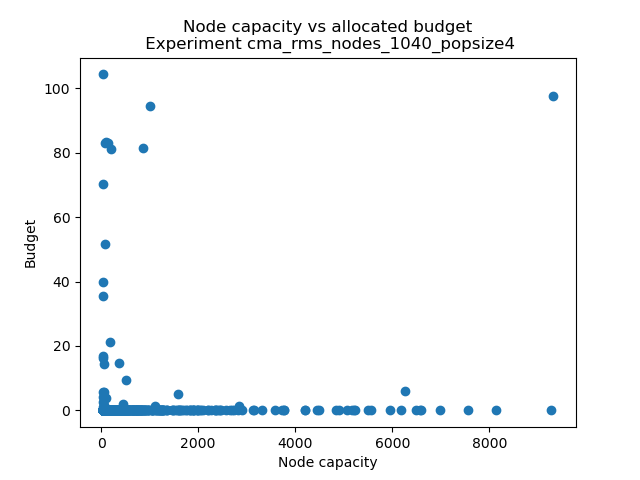 Node capacity vs allocated budget
Experiment cma_rms_nodes_1040_popsize4
100
80
60
40
20
0
Budget
0 2000 4000 6000 8000
Node capacity